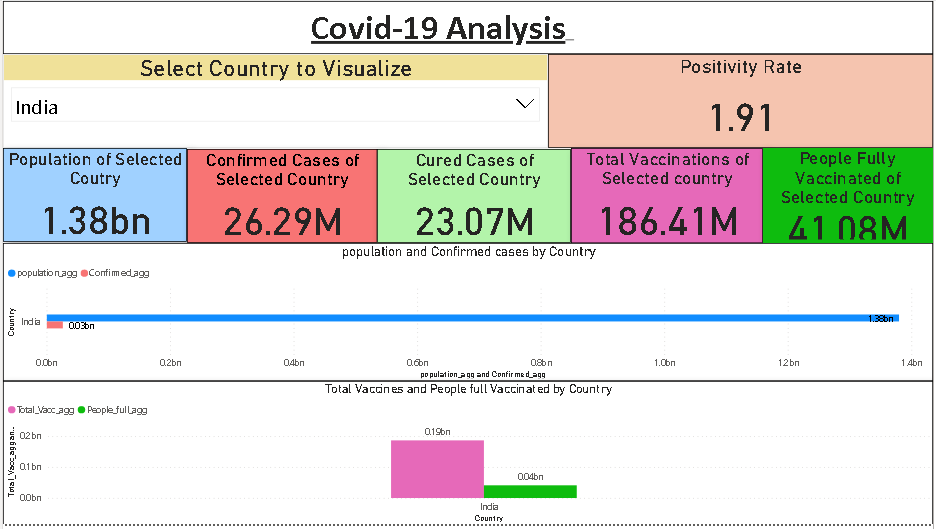 Covid-19 Analysis
Select Country to Visualize
India
Positivity Rate
1.91
Population of Selected
Coutry
1.38bn
Confirmed Cases of
Selected Country
26.29M
Cured Cases of
Selected Country
23.07M
Total Vaccinations of
Selected country
186.41M
People Fully
Vaccinated of
Selected Country
41.08M
population and Confirmed cases by Country
population_agg Confirmed_agg
Country
India
1.38bn
0.03bn
0.0bn 0.2bn 0.4bn 0.6bn 0.8bn 1.0bn 1.2bn 1.4bn
population_agg and Confirmed_agg
Total Vaccines and People full Vaccinated by Country
Total_Vacc_agg People_full_agg
Total_Vacc_agg an...
0.2bn
0.1bn
0.0bn
0.19bn
0.04bn
India
Country